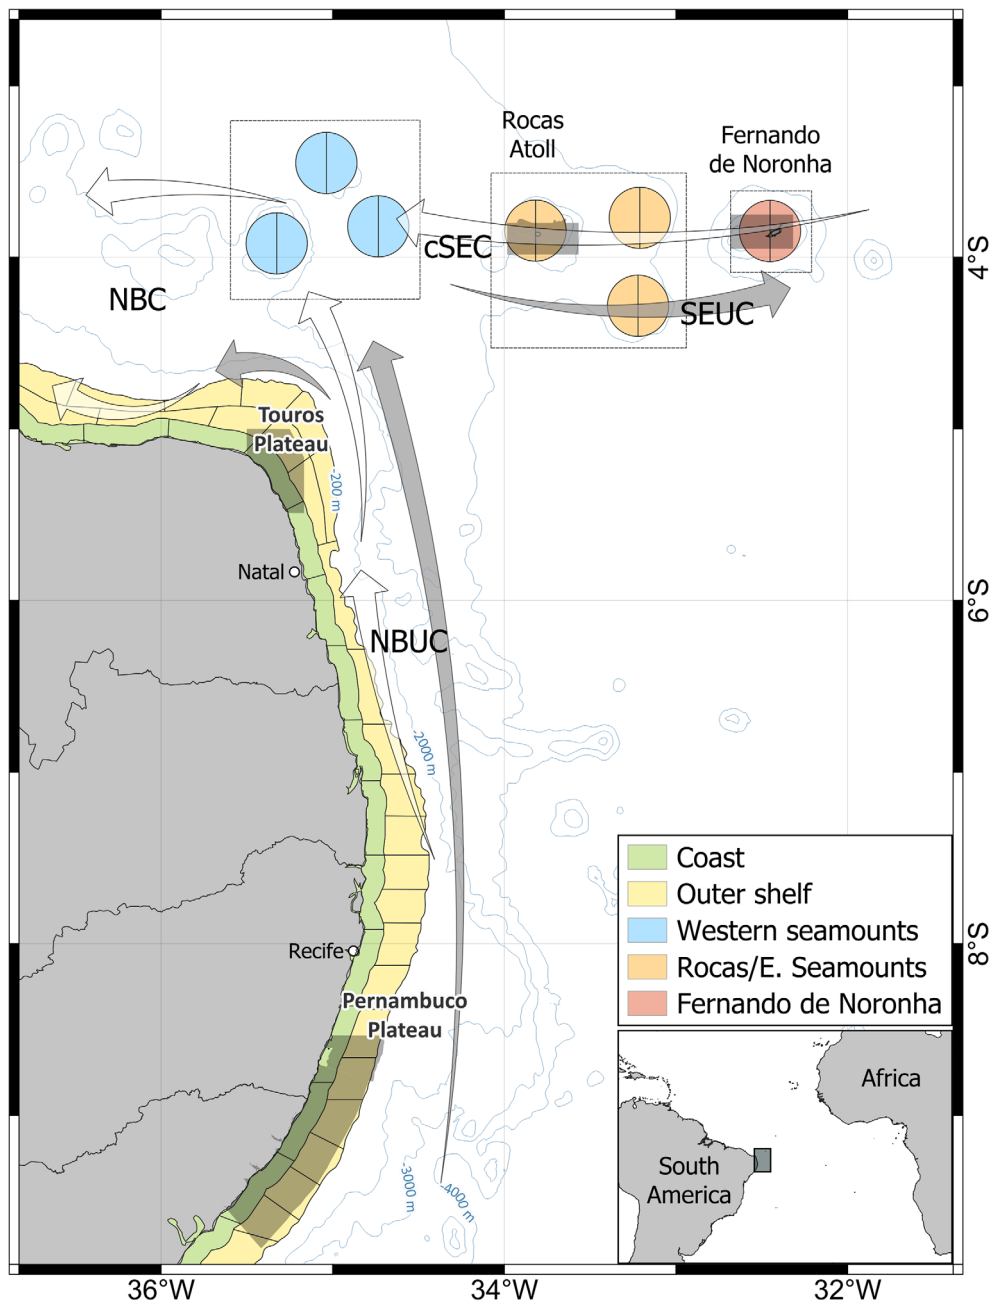 Rocas
Atoll
Fernando
de Noronha
cSEC
4°S
NBC
SEUC
Touros
Plateau
-200 m
Natal
6°S
NBUC
-2000 m
Coast
Outer shelf
Western seamounts
Rocas/E. Seamounts
Fernando de Noronha
Recife
8°S
Pernambuco
Plateau
Africa
South
America
-3000 m
-4000 m
36°W
34°W
32°W